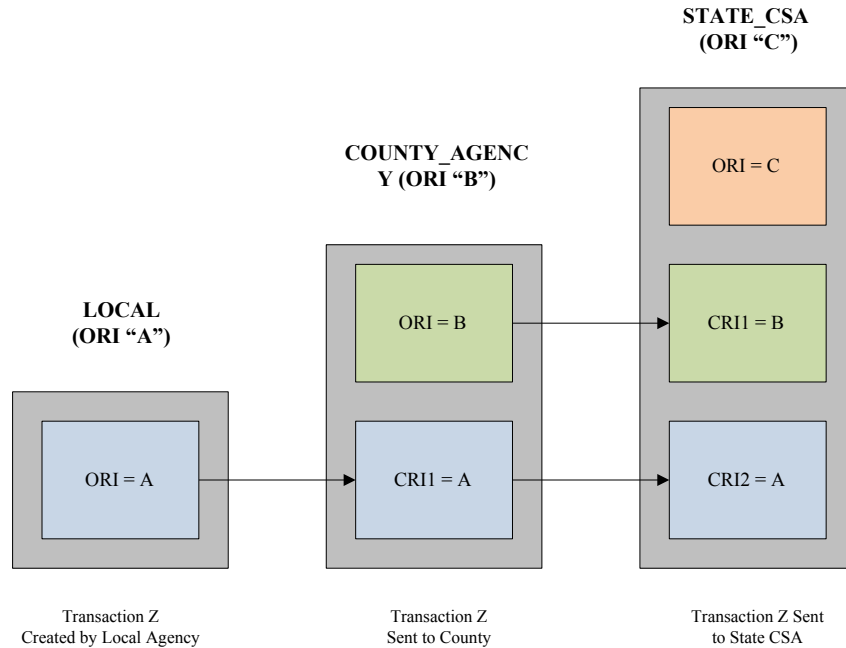 STATE_CSA
(ORI “C”)
ORI = C
COUNTY_AGENC
Y (ORI “B”)
ORI = B
CRI1 = B
LOCAL
(ORI “A”)
ORI = A
CRI1 = A
CRI2 = A
Transaction Z
Created by Local Agency
Transaction Z
Sent to County
Transaction Z Sent
to State CSA